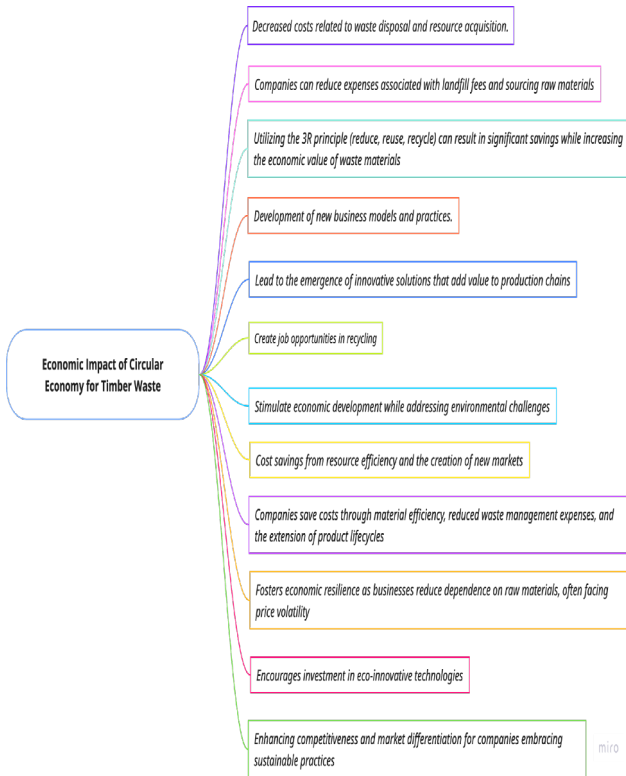 Decreased costs related to waste disposal and resource acquisition.
Companies can reduce expenses associated with landfill fees and sourcing raw materials
Utilizing the 3R principle (reduce, reuse, recycle) can result in significant savings while increasing
the economic value of waste materials
Development of new business models and practices.
Lead to the emergence of innovative solutions that add value to production chains
Create job opportunities in recycling
Economic Impact of Circular
Economy for Timber Waste
Stimulate economic development while addressing environmental challenges
Cost savings from resource efficiency and the creation of new markets
Companies save costs through material efficiency, reduced waste management expenses, and
the extension of product lifecycles
Fosters economic resilience as businesses reduce dependence on raw materials, often facing
price volatility
Encourages investment in eco-innovative technologies
Enhancing competitiveness and market differentiation for companies embracing
sustainable practices
miro